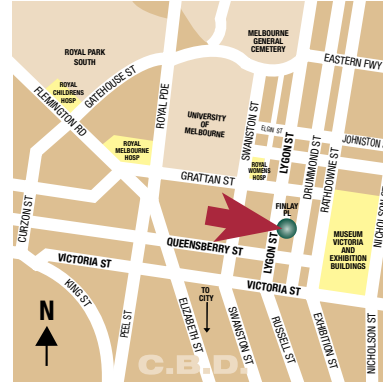 MELBOURNE
GENERAL
CEMETERY
ROYAL PARK
SOUTH
EASTERN FWY
ROYAL
CHILDRENS
HOSP
GATEHOUSE ST
FLEMINGTON RD
ROYAL PDE
UNIVERSITY
OF
MELBOURNE
SWANSTON ST
ELGIN ST
LYGON ST
DRUMMOND ST
RATHDOWNE ST
JOHNSTON S
ROYAL
MELBOURNE
HOSP
ROYAL
WOMENS
HOSP
GRATTAN ST
NICHOLSON S
CURZON ST
FINLAY
PL
LYGON ST
MUSEUM
VICTORIA
AND
EXHIBITION
BUILDINGS
QUEENSBERRY ST
VICTORIA ST
VICTORIA ST
KING ST
TO
CITY
N
PEEL ST
ELIZABETH ST
SWANSTON ST
RUSSELL ST
EXHIBITION ST
NICHOLSON ST
C.B.D.